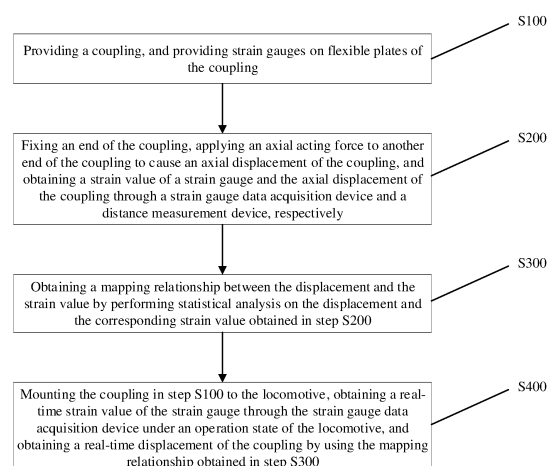 S100
Providing a coupling, and providing strain gauges on flexible plates of
the coupling
S200
Fixing an end of the coupling, applying an axial acting force to another
end of the coupling to cause an axial displacement of the coupling, and
obtaining a strain value of a strain gauge and the axial displacement of
the coupling through a strain gauge data acquisition device and a
distance measurement device, respectively
S300
Obtaining a mapping relationship between the displacement and the
strain value by performing statistical analysis on the displacement and
the corresponding strain value obtained in step S200
S400
Mounting the coupling in step S100 to the locomotive, obtaining a real-
time strain value of the strain gauge through the strain gauge data
acquisition device under an operation state of the locomotive, and
obtaining a real-time displacement of the coupling by using the mapping
relationship obtained in step S300